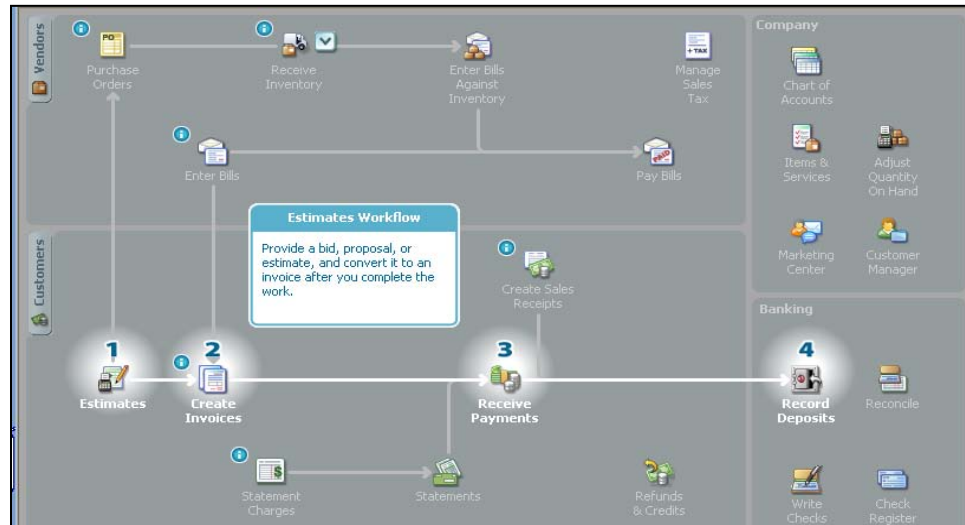 Vendors
PO
Purchase
Orders
Receive
Inventory
Enter Bills
Against
Inventory
+ TAX
Manage
Sales
Tax
Enter Bills
PAID
Pay Bills
Company
Chart of
Accounts
Items &
Services
Adjust
Quantity
On Hand
Marketing
Center
Customer
Manager
Customers
Estimates Workflow
Provide a bid, proposal, or
estimate, and convert it to an
invoice after you complete the
work.
Create Sales
Receipts
1
Estimates
2
Create
Invoices
3
Receive
Payments
Statement
Charges
Statements
Refunds
& Credits
Banking
4
Record
Deposits
Reconcile
Write
Checks
Check
Register